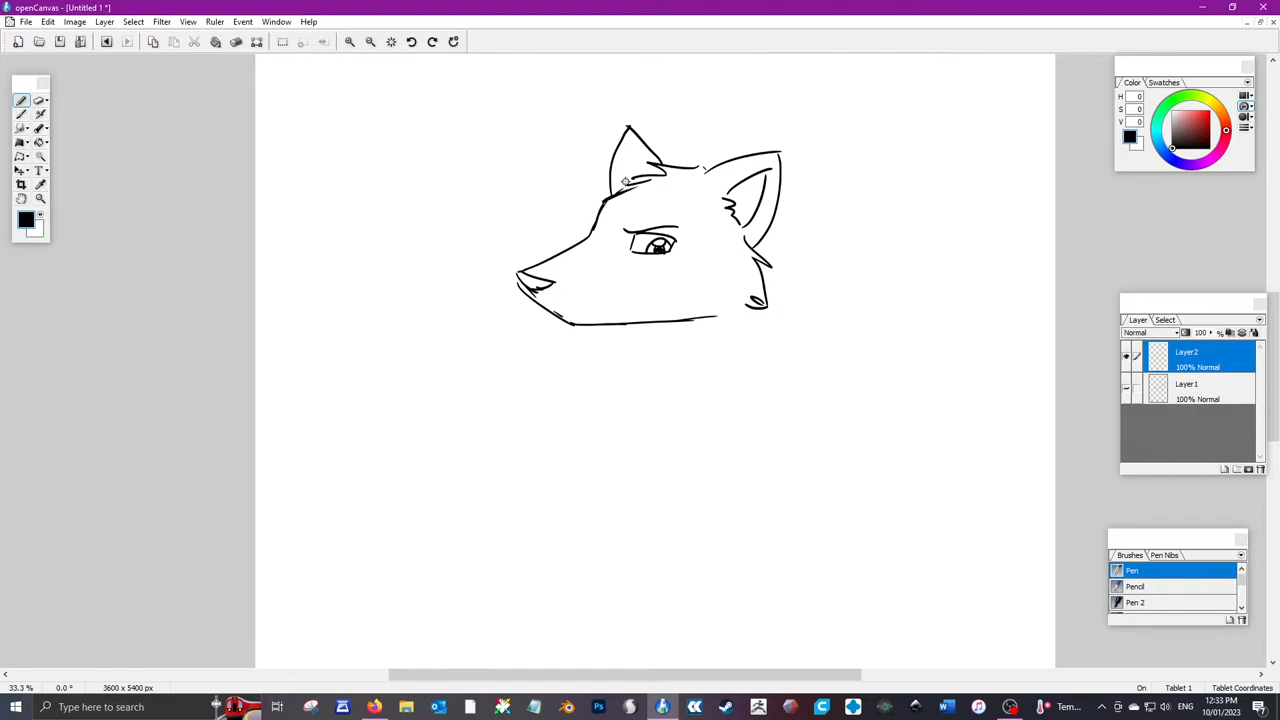 openCanvas - [Untitled 1 *]
File Edit Image Layer Select Filter View Ruler Event Window Help
Color Swatches
H 0
S 0
V 0
T
Layer Select
Normal 100 %
Layer2
100% Normal
Layer1
100% Normal
Brushes Pen Nibs
Pen
Pencil
Pen 2
33.3 % 0.0 ° 3600 x 5400 px On Tablet 1 Tablet Coordinates
Type here to search
Ps
Tem...
ENG
12:33 PM
10/01/2023